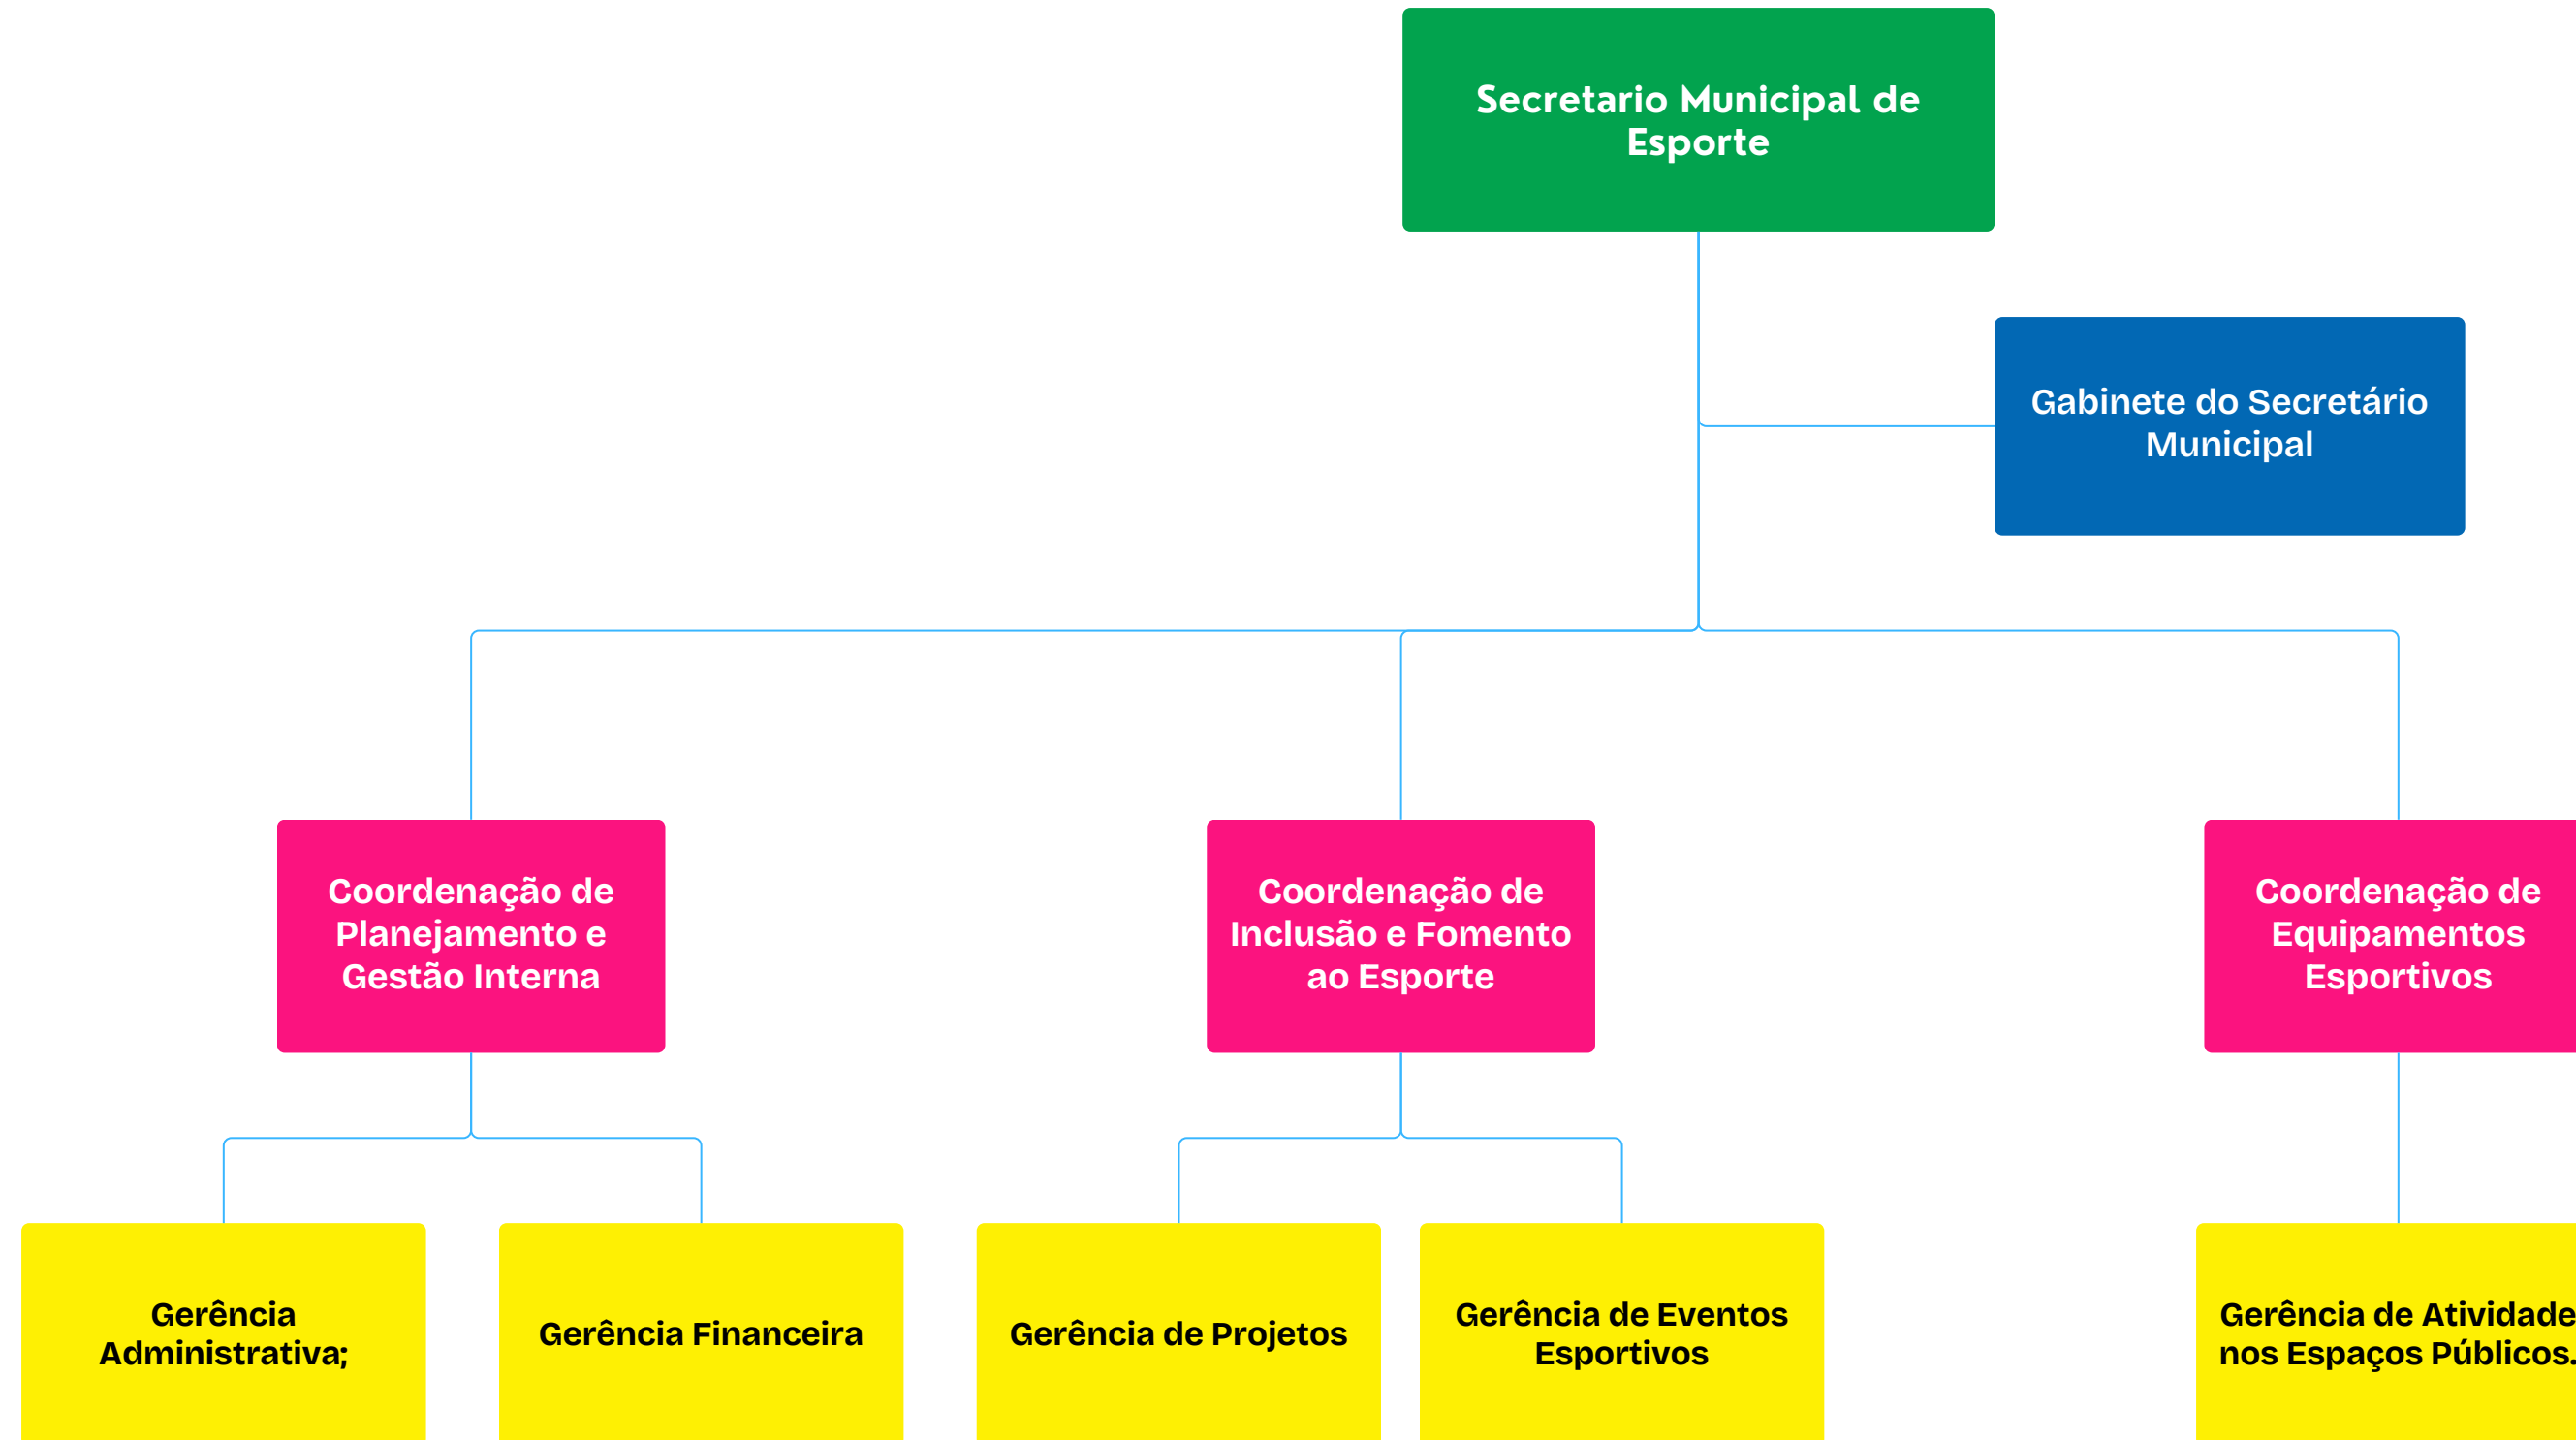 Secretario Municipal de
Esporte
Gabinete do Secretário
Municipal
Coordenação de
Planejamento e
Gestão Interna
Coordenação de
Inclusão e Fomento
ao Esporte
Coordenação de
Equipamentos
Esportivos
Gerência
Administrativa;
Gerência Financeira
Gerência de Projetos
Gerência de Eventos
Esportivos
Gerência de Atividade
nos Espaços Públicos.